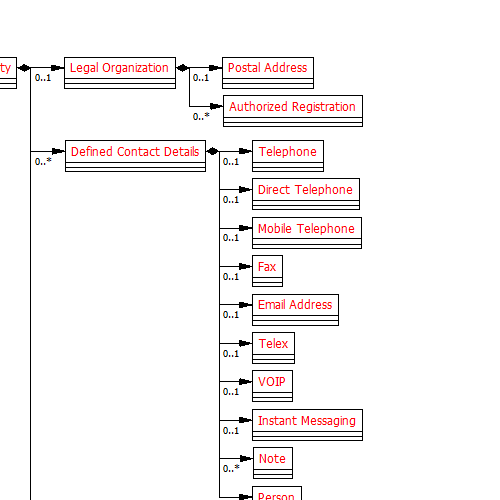 ty
0..1
Legal Organization
0..1
Postal Address
0..*
Authorized Registration
0..*
Defined Contact Details
0..1
Telephone
0..1
Direct Telephone
0..1
Mobile Telephone
0..1
Fax
0..1
Email Address
0..1
Telex
0..1
VOIP
0..1
Instant Messaging
0..*
Note
Person